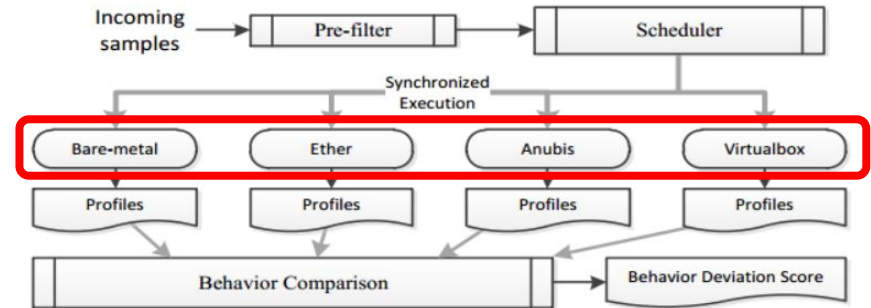 Incoming
samples
Pre-filter
Scheduler
Synchronized
Execution
Bare-metal
Ether
Anubis
Virtualbox
Profiles
Profiles
Profiles
Profiles
Behavior Comparison
Behavior Deviation Score